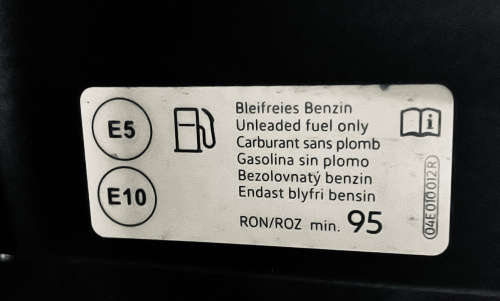 E5
E10
Bleifreies Benzin
Unleaded fuel only
Carburant sans plomb
Gasolina sin plomo
Bezolovnatý benzin
Endast blyfri bensin
RON/ROZ min. 95
i
04E010012R